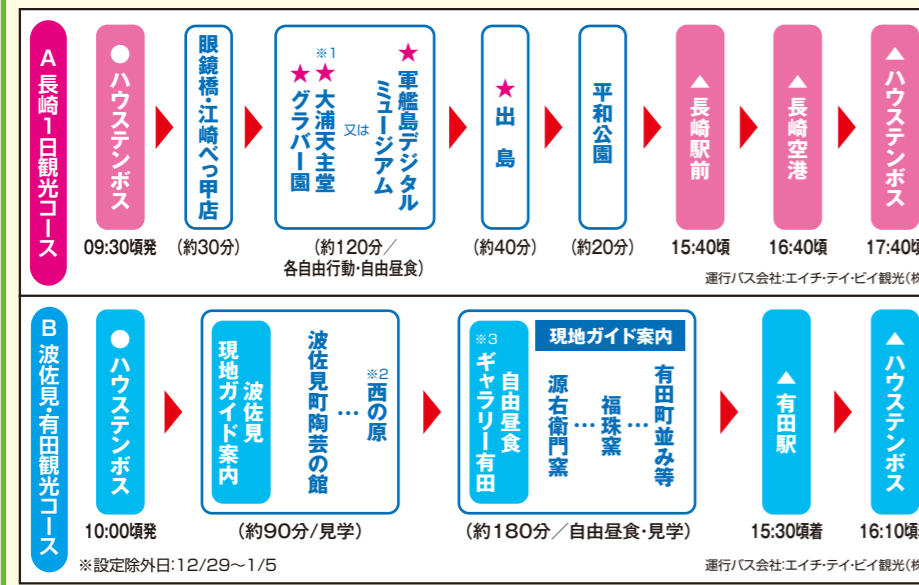 A 長崎1日観光コース
● ハウステンボス
09:30頃発
眼鏡橋・江崎べっ甲店
(約30分)
※1
★★大浦天主堂
グラバー園
又は
★軍艦島デジタル
ミュージアム
(約120分／
各自由行動・自由昼食)
★出島
(約40分)
平和公園
(約20分)
▲長崎駅前
15:40頃
▲長崎空港
16:40頃
▲ハウステンボス
17:40頃
運行バス会社:エイチ・テイ・ビイ観光(株
B 波佐見・有田観光コース
● ハウステンボス
10:00頃発
波佐見
現地ガイド案内
波佐見町陶芸の館
…
※2
西の原
(約90分/見学)
※3
自由昼食
ギャラリー有田
現地ガイド案内
源右衛門窯
…
福珠窯
…
有田町並み等
(約180分／自由昼食・見学)
▲有田駅
15:30頃着
▲ハウステンボス
16:10頃
※設定除外日:12/29〜1/5
運行バス会社:エイチ・テイ・ビイ観光(株